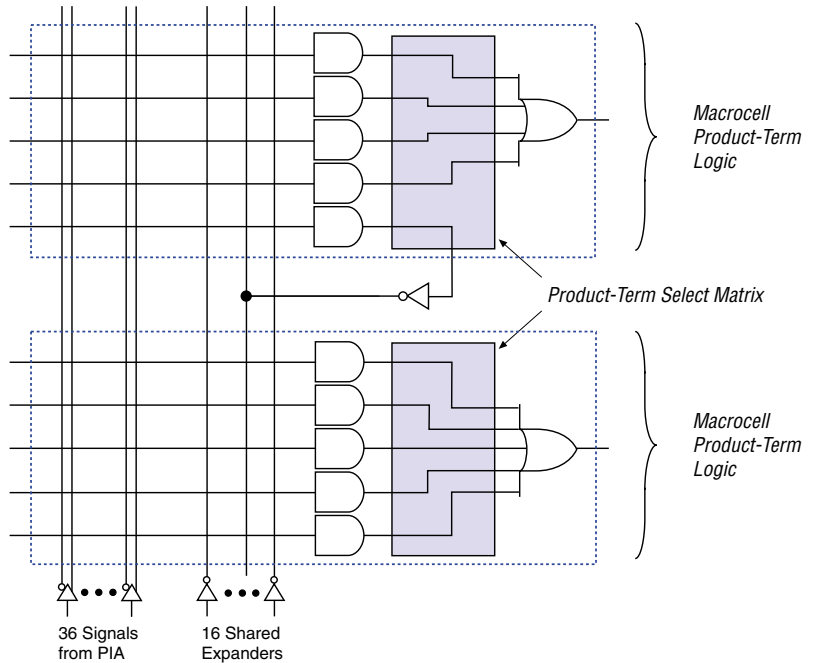 Macrocell
Product-Term
Logic
Product-Term Select Matrix
Macrocell
Product-Term
Logic
36 Signals
from PIA
16 Shared
Expanders